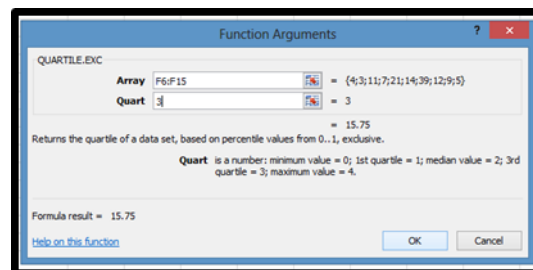 Function Arguments
? ×
QUARTILE.EXC
Array F6:F15 = {4;3;11;7;21;14;39;12;9;5}
Quart 3 = 3
= 15.75
Returns the quartile of a data set, based on percentile values from 0..1, exclusive.
Quart is a number: minimum value = 0; 1st quartile = 1; median value = 2; 3rd
quartile = 3; maximum value = 4.
Formula result = 15.75
Help on this function OK Cancel